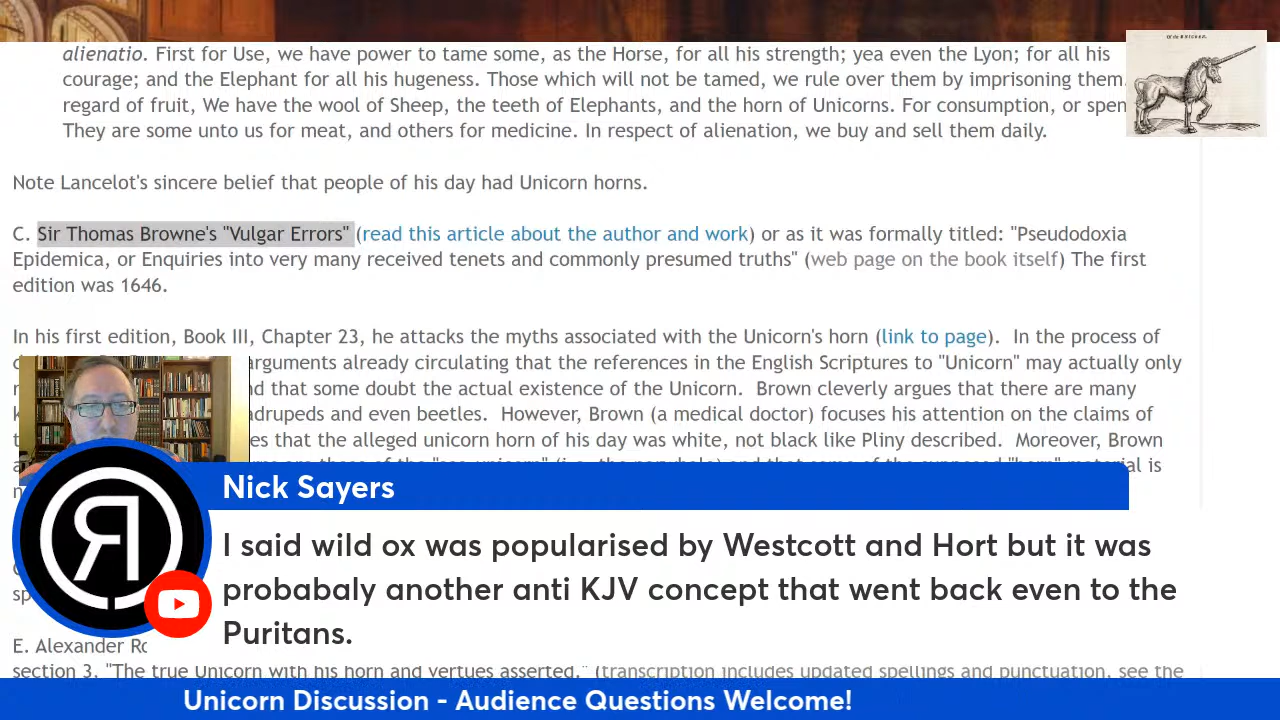 Of the UNICORN.
alienatio. First for Use, we have power to tame some, as the Horse, for all his strength; yea even the Lyon; for all his
courage; and the Elephant for all his hugeness. Those which will not be tamed, we rule over them by imprisoning them.
regard of fruit, We have the wool of Sheep, the teeth of Elephants, and the horn of Unicorns. For consumption, or spen
They are some unto us for meat, and others for medicine. In respect of alienation, we buy and sell them daily.
Note Lancelot's sincere belief that people of his day had Unicorn horns.
C. Sir Thomas Browne's "Vulgar Errors" (read this article about the author and work) or as it was formally titled: "Pseudodoxia
Epidemica, or Enquiries into very many received tenets and commonly presumed truths" (web page on the book itself) The first
edition was 1646.
In his first edition, Book III, Chapter 23, he attacks the myths associated with the Unicorn's horn (link to page). In the process of
arguments already circulating that the references in the English Scriptures to "Unicorn" may actually only
nd that some doubt the actual existence of the Unicorn. Brown cleverly argues that there are many
adrupeds and even beetles. However, Brown (a medical doctor) focuses his attention on the claims of
es that the alleged unicorn horn of his day was white, not black like Pliny described. Moreover, Brown
al is
Nick Sayers
I said wild ox was popularised by Westcott and Hort but it was
probabaly another anti KJV concept that went back even to the
Puritans.
sp
E. Alexander Ro
section 3. "The true Unicorn with his horn and vertues asserted." (transcription includes updated spellings and punctuation, see the
Unicorn Discussion - Audience Questions Welcome!